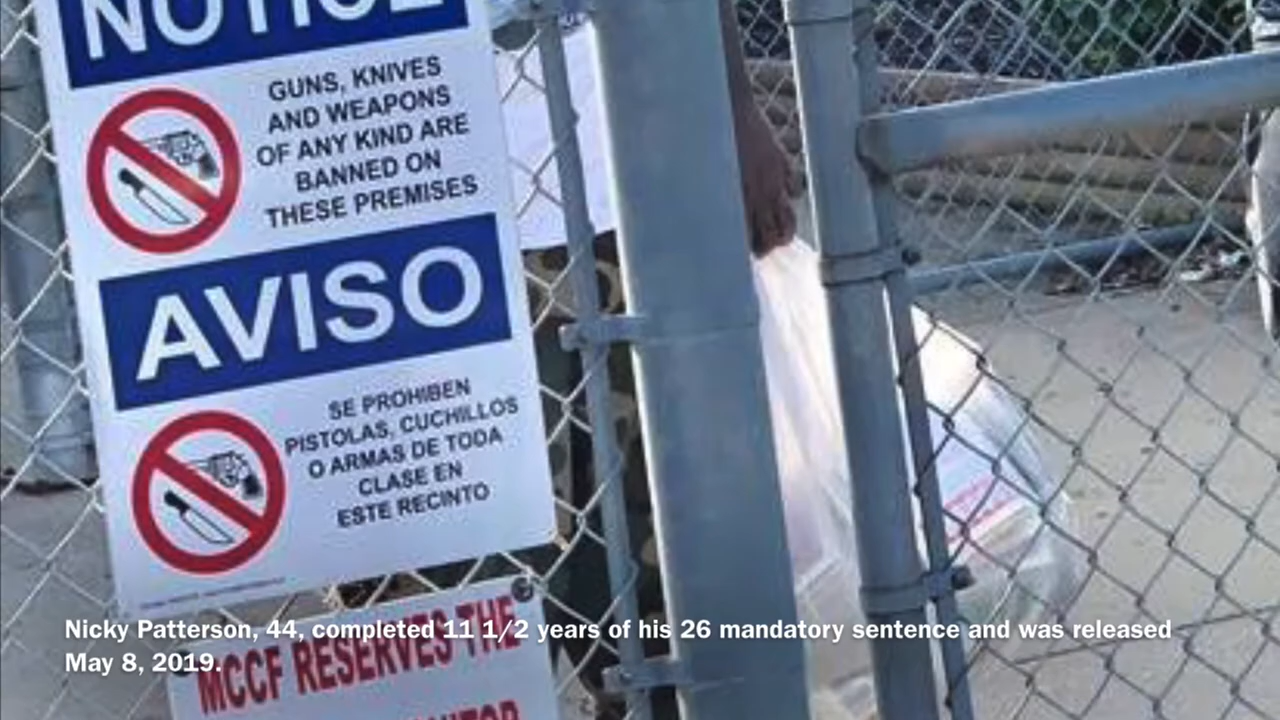 NOTICE
GUNS, KNIVES
AND WEAPONS
OF ANY KIND ARE
BANNED ON
THESE PREMISES
AVISO
SE PROHIBEN
PISTOLAS, CUCHILLOS
O ARMAS DE TODA
CLASE EN
ESTE RECINTO
Nicky Patterson, 44, completed 11 1/2 years of his 26 mandatory sentence and was released
May 8, 2019.
MCCF RESERVES THE